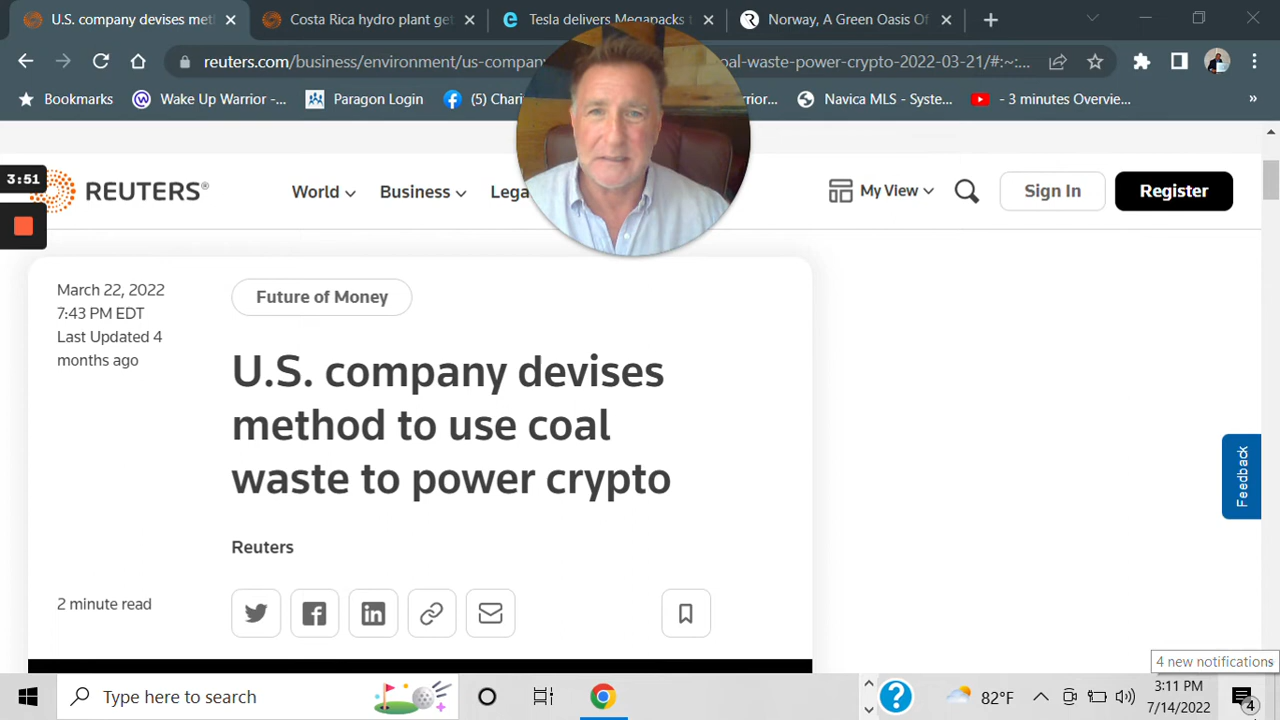 U.S. company devises met
Costa Rica hydro plant get
Tesla delivers Megapacks t
Norway, A Green Oasis Of
reuters.com/business/environment/us-compan
oal-waste-power-crypto-2022-03-21/#:~:...
Bookmarks
Wake Up Warrior -...
Paragon Login
(5) Chari
rrior...
Navica MLS - Syste...
- 3 minutes Overvie...
»
3:51
REUTERS®
World
Business
Lega
My View
Sign In
Register
March 22, 2022
7:43 PM EDT
Last Updated 4
months ago
Future of Money
U.S. company devises
method to use coal
waste to power crypto
Reuters
2 minute read
Feedback
4 new notifications
Type here to search
82°F
3:11 PM
7/14/2022
4